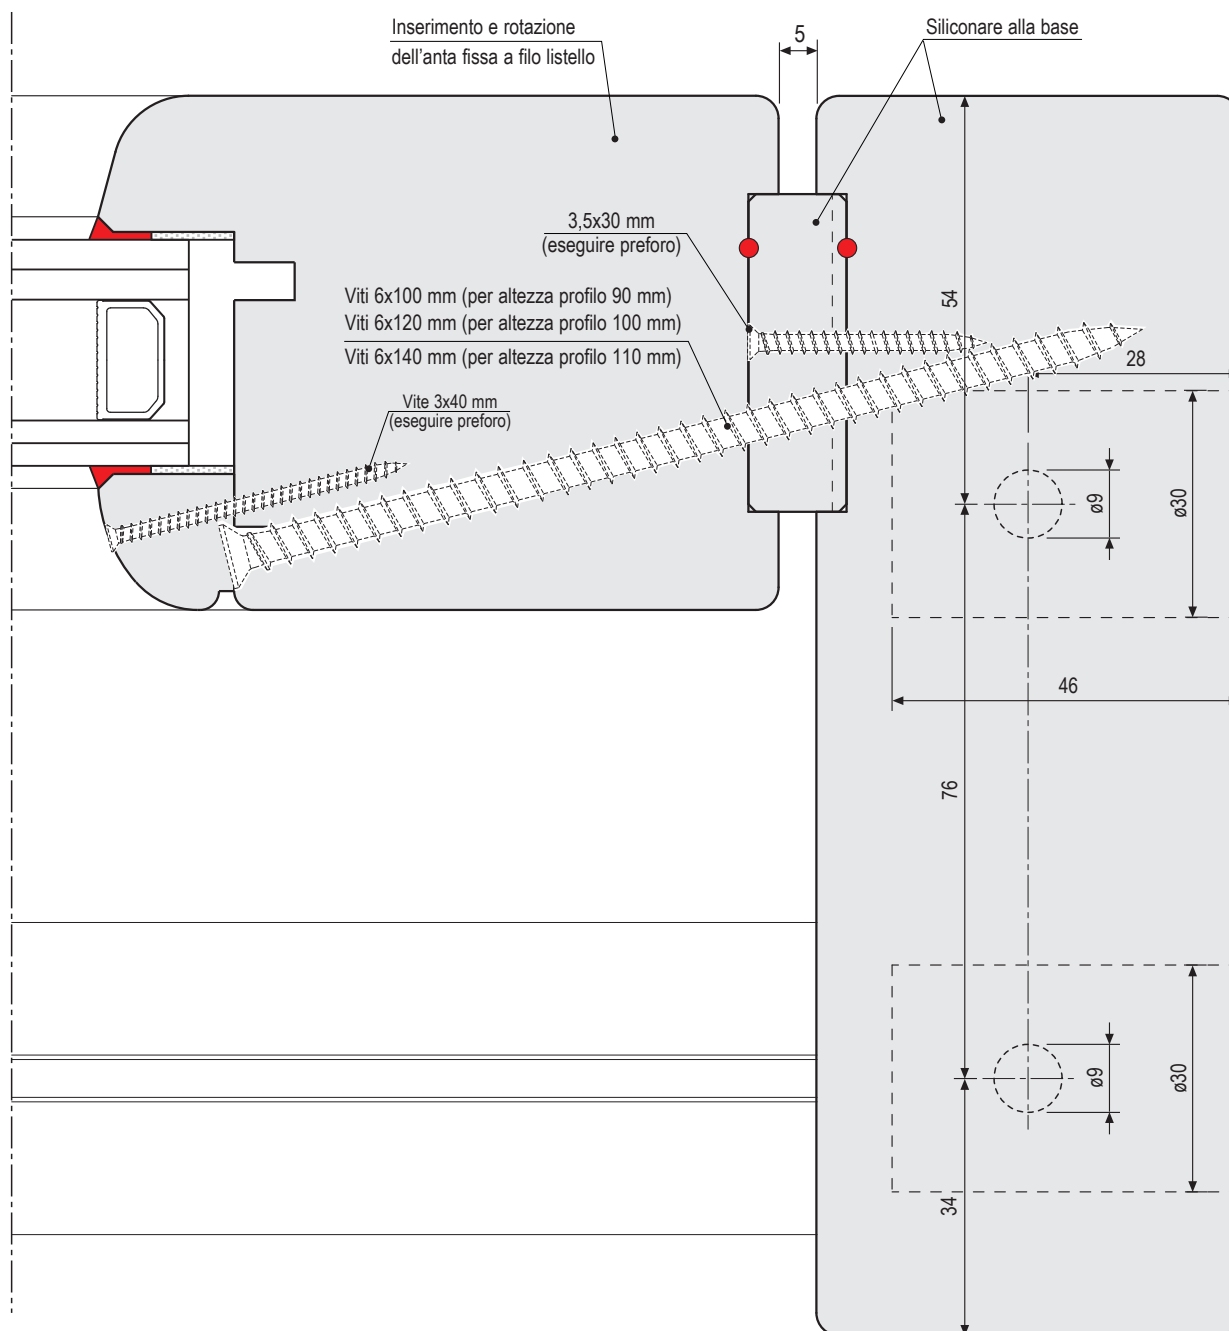 Inserimento e rotazione
dell'anta fissa a filo listello
5
Siliconare alla base
3,5x30 mm
(eseguire preforo)
Viti 6x100 mm (per altezza profilo 90 mm)
Viti 6x120 mm (per altezza profilo 100 mm)
Viti 6x140 mm (per altezza profilo 110 mm)
Vite 3x40 mm
(eseguire preforo)
54
28
ø9
ø30
46
76
ø9
ø30
34